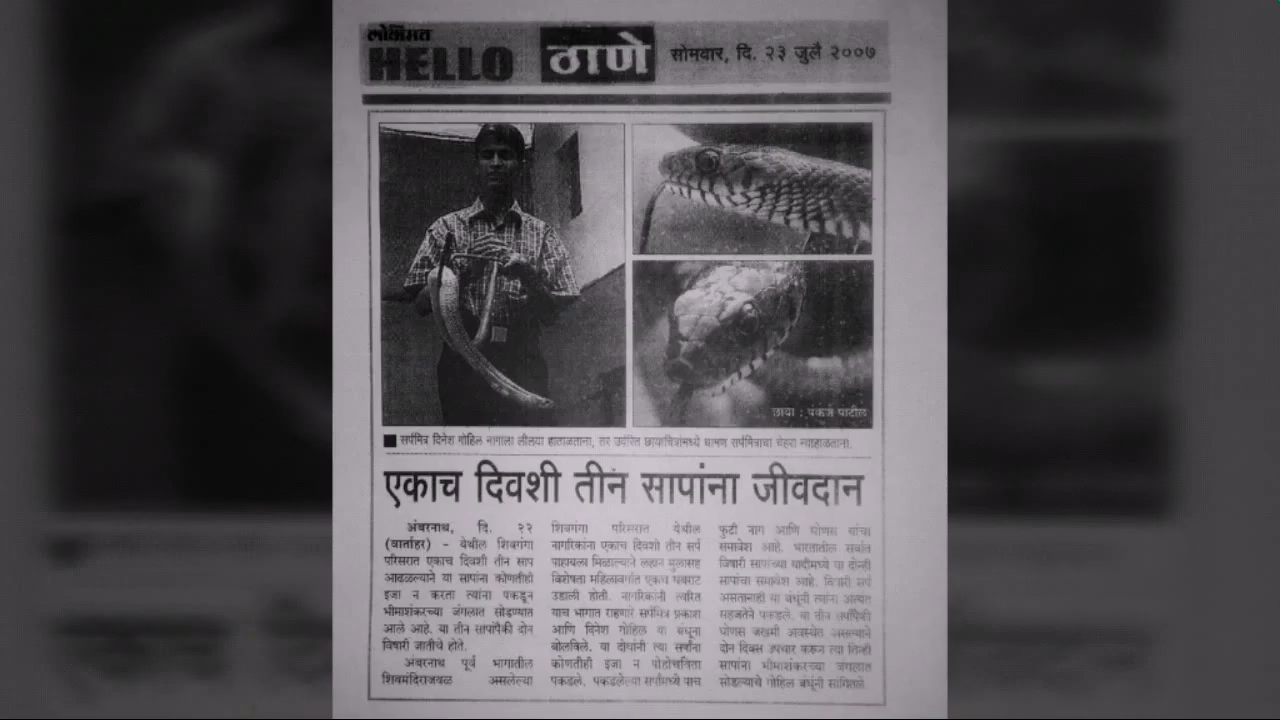 लोकमत
HELLO ठाणे सोमवार, दि. २३ जुलै २००७
छाया : पंकज पाटील
सर्पमित्र दिनेश गोहिल नागाला लीलया हाताळताना, तर उर्वरित छायाचित्रांमध्ये धामण सर्पमित्राचा चेहरा न्याहाळताना.
एकाच दिवशी तीन सापांना जीवदान
अंबरनाथ, दि. २२
(वार्ताहर) - येथील शिवगंगा
परिसरात एकाच दिवशी तीन साप
आढळल्याने या सापांना कोणतीही
इजा न करता त्यांना पकडून
भीमाशंकरच्या जंगलात सोडण्यात
आले आहे. या तीन सापांपैकी दोन
विषारी जातीचे होते.
अंबरनाथ पूर्व भागातील
शिवमंदिराजवळ असलेल्या
शिवगंगा परिसरात येथील
नागरिकांना एकाच दिवशी तीन सर्प
पाहायला मिळाल्याने लहान मुलांसह
विशेषतः महिलावर्गात एकच घबराट
उडाली होती. नागरिकांनी त्वरित
याच भागात राहणारे सर्पमित्र प्रकाश
आणि दिनेश गोहिल या बंधूंना
बोलविले. या दोघांनी त्या सर्पांना
कोणतीही इजा न पोहोचविता
पकडले. पकडलेल्या सर्पांमध्ये पाच
फुटी नाग आणि घोणस यांचा
समावेश आहे. भारतातील सर्वात
विषारी सापांच्या यादीमध्ये या दोन्ही
सापांचा समावेश आहे. विषारी सर्प
असतानाही या बंधूंनी त्यांना अत्यंत
सहजतेने पकडले. या तीन सर्पांपैकी
घोणस जखमी अवस्थेत असल्याने
दोन दिवस उपचार करून त्या तिन्ही
सापांना भीमाशंकरच्या जंगलात
सोडल्याचे गोहिल बंधूंनी सांगितले.